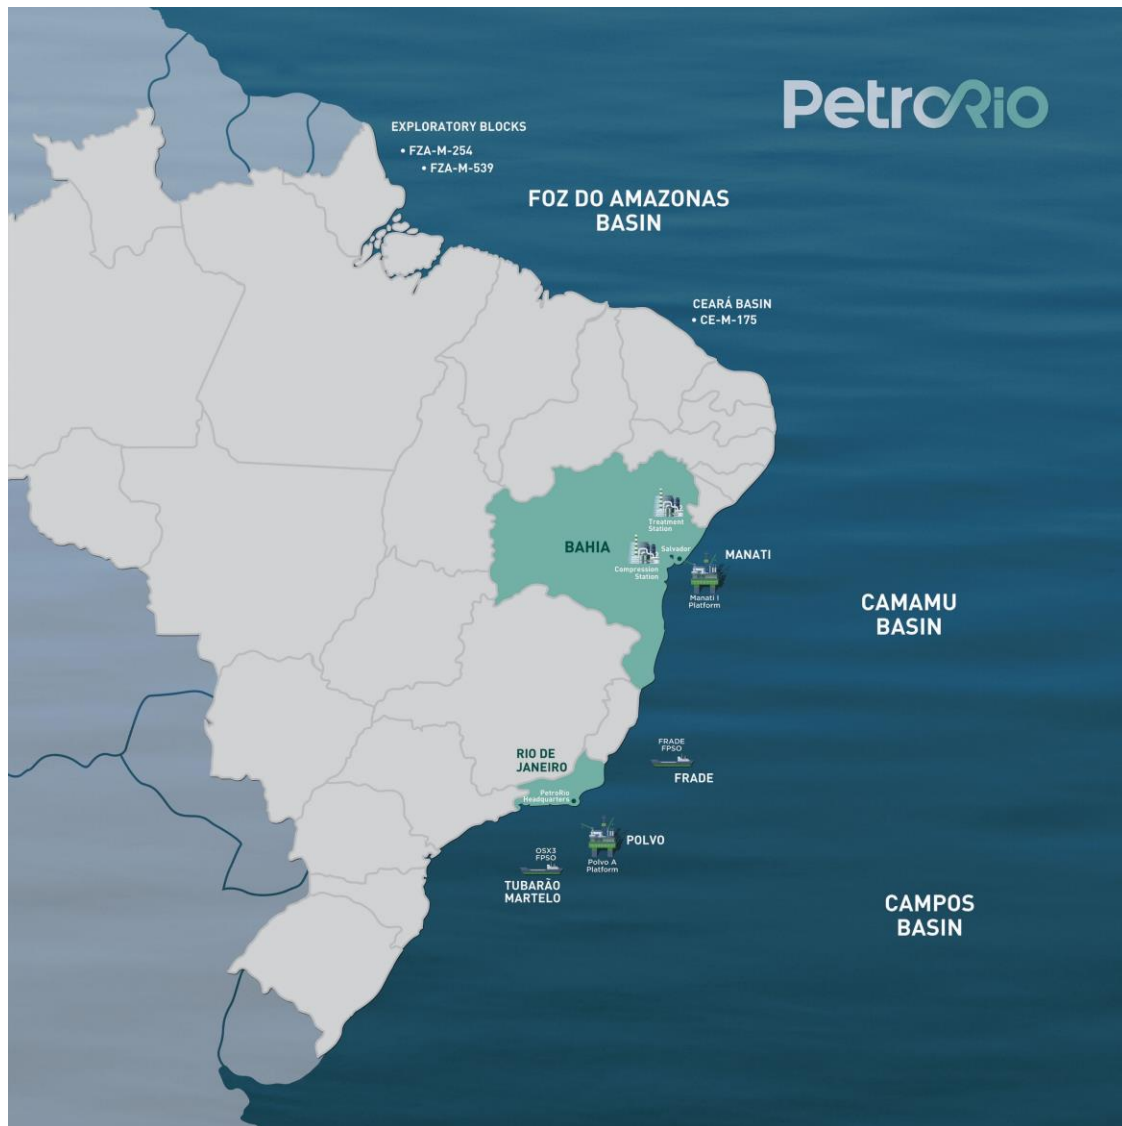 PetroRio
EXPLORATORY BLOCKS
• FZA-M-254
• FZA-M-539
FOZ DO AMAZONAS
BASIN
CEARÁ BASIN
• CE-M-175
Treatment
Station
BAHIA
Salvador
Compression
Station
MANATI
Manati I
Platform
CAMAMU
BASIN
RIO DE
JANEIRO
PetroRio
Headquarters
FRADE
FPSO
FRADE
POLVO
Polvo A
Platform
OSX3
FPSO
TUBARÃO
MARTELO
CAMPOS
BASIN